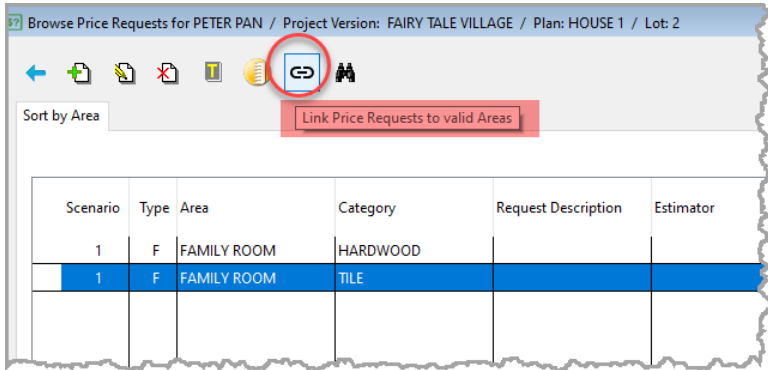 $? Browse Price Requests for PETER PAN / Project Version: FAIRY TALE VILLAGE / Plan: HOUSE 1 / Lot: 2
T
Sort by Area
Link Price Requests to valid Areas
Scenario Type Area Category Request Description Estimator
1 F FAMILY ROOM HARDWOOD
1 F FAMILY ROOM TILE